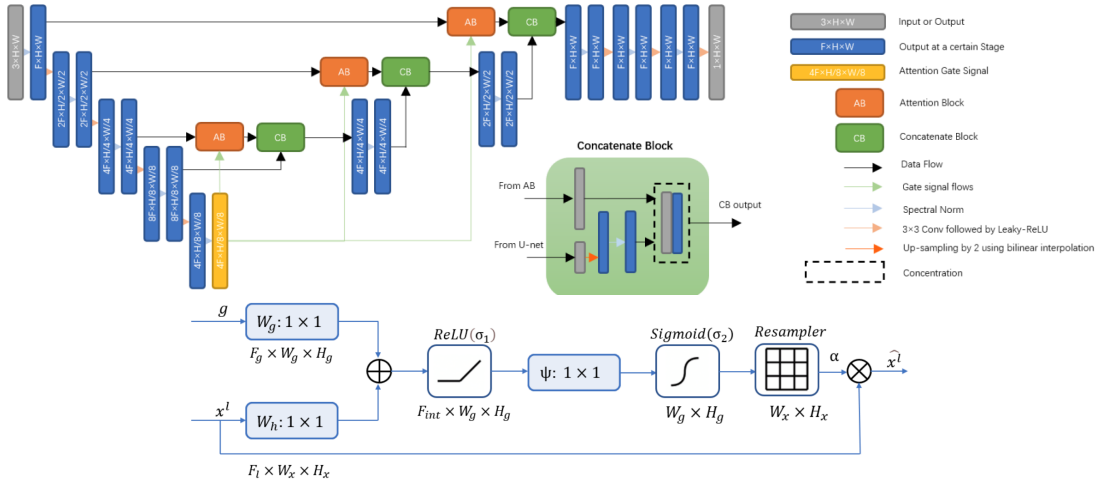 3×H×W
F×H×W
2F×H/2×W/2
2F×H/2×W/2
4F×H/4×W/4
4F×H/4×W/4
8F×H/8×W/8
8F×H/8×W/8
4F×H/8×W/8
4F×H/8×W/8
AB
CB
AB
CB
4F×H/4×W/4
4F×H/4×W/4
AB
CB
2F×H/2×W/2
2F×H/2×W/2
F×H×W
F×H×W
F×H×W
F×H×W
F×H×W
F×H×W
1×H×W
3×H×W
Input or Output
F×H×W
Output at a certain Stage
4F×H/8×W/8
Attention Gate Signal
AB
Attention Block
CB
Concatenate Block
Data Flow
Gate signal flows
Spectral Norm
3×3 Conv followed by Leaky-ReLU
Up-sampling by 2 using bilinear interpolation
Concentration
Concatenate Block
From AB
From U-net
CB output
g
W_g: 1 × 1
F_g × W_g × H_g
x^l
W_h: 1 × 1
F_l × W_x × H_x
ReLU(σ₁)
F_int × W_g × H_g
ψ: 1 × 1
Sigmoid(σ₂)
W_g × H_g
Resampler
W_x × H_x
α
x̂^l